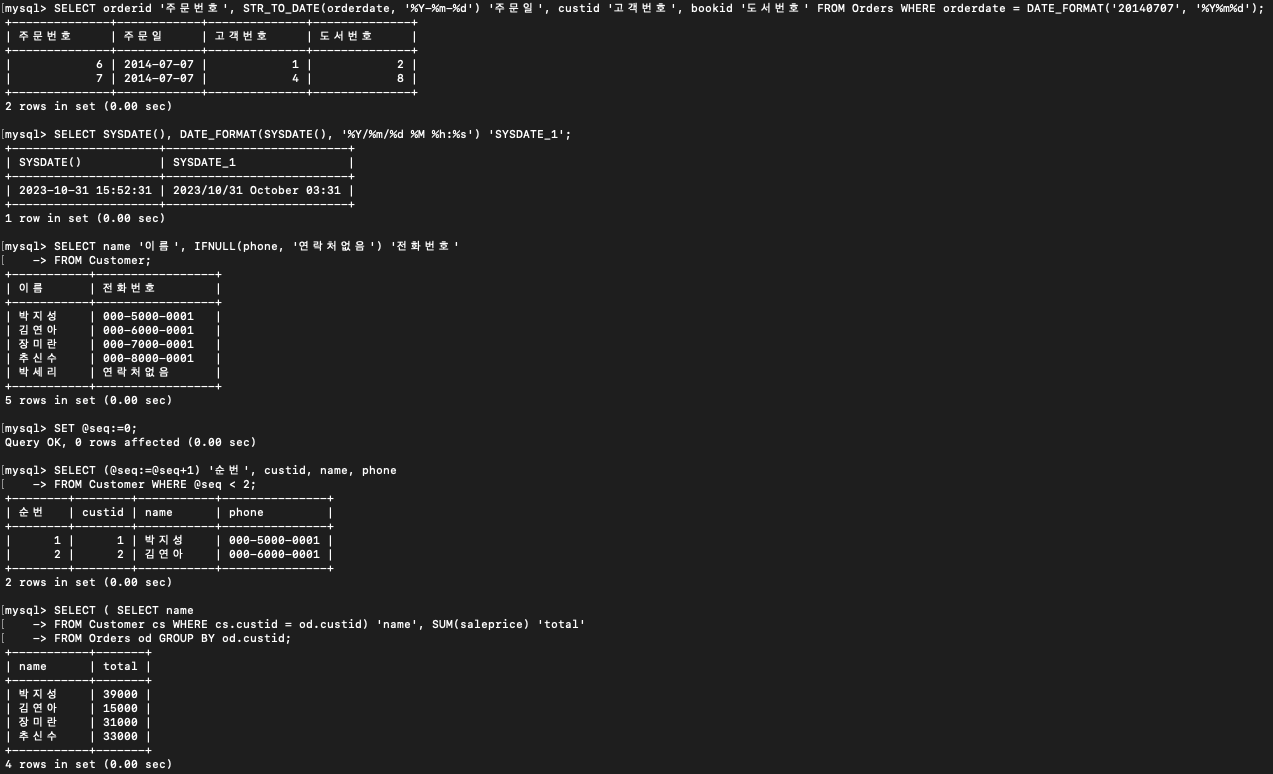 mysql> SELECT orderid '주문번호', STR_TO_DATE(orderdate, '%Y-%m-%d') '주문일', custid '고객번호', bookid '도서번호' FROM Orders WHERE orderdate = DATE_FORMAT('20140707', '%Y%m%d');
+--------------+------------+--------------+--------------+
| 주문번호 | 주문일 | 고객번호 | 도서번호 |
+--------------+------------+--------------+--------------+
| 6 | 2014-07-07 | 1 | 2 |
| 7 | 2014-07-07 | 4 | 8 |
+--------------+------------+--------------+--------------+
2 rows in set (0.00 sec)
mysql> SELECT SYSDATE(), DATE_FORMAT(SYSDATE(), '%Y/%m/%d %M %h:%s') 'SYSDATE_1';
+---------------------+--------------------------+
| SYSDATE() | SYSDATE_1 |
+---------------------+--------------------------+
| 2023-10-31 15:52:31 | 2023/10/31 October 03:31 |
+---------------------+--------------------------+
1 row in set (0.00 sec)
mysql> SELECT name '이름', IFNULL(phone, '연락처없음') '전화번호'
-> FROM Customer;
+-----------+-----------------+
| 이름 | 전화번호 |
+-----------+-----------------+
| 박지성 | 000-5000-0001 |
| 김연아 | 000-6000-0001 |
| 장미란 | 000-7000-0001 |
| 추신수 | 000-8000-0001 |
| 박세리 | 연락처없음 |
+-----------+-----------------+
5 rows in set (0.00 sec)
mysql> SET @seq:=0;
Query OK, 0 rows affected (0.00 sec)
mysql> SELECT (@seq:=@seq+1) '순번', custid, name, phone
-> FROM Customer WHERE @seq < 2;
+--------+--------+-----------+---------------+
| 순번 | custid | name | phone |
+--------+--------+-----------+---------------+
| 1 | 1 | 박지성 | 000-5000-0001 |
| 2 | 2 | 김연아 | 000-6000-0001 |
+--------+--------+-----------+---------------+
2 rows in set (0.00 sec)
mysql> SELECT ( SELECT name
-> FROM Customer cs WHERE cs.custid = od.custid) 'name', SUM(saleprice) 'total'
-> FROM Orders od GROUP BY od.custid;
+-----------+-------+
| name | total |
+-----------+-------+
| 박지성 | 39000 |
| 김연아 | 15000 |
| 장미란 | 31000 |
| 추신수 | 33000 |
+-----------+-------+
4 rows in set (0.00 sec)